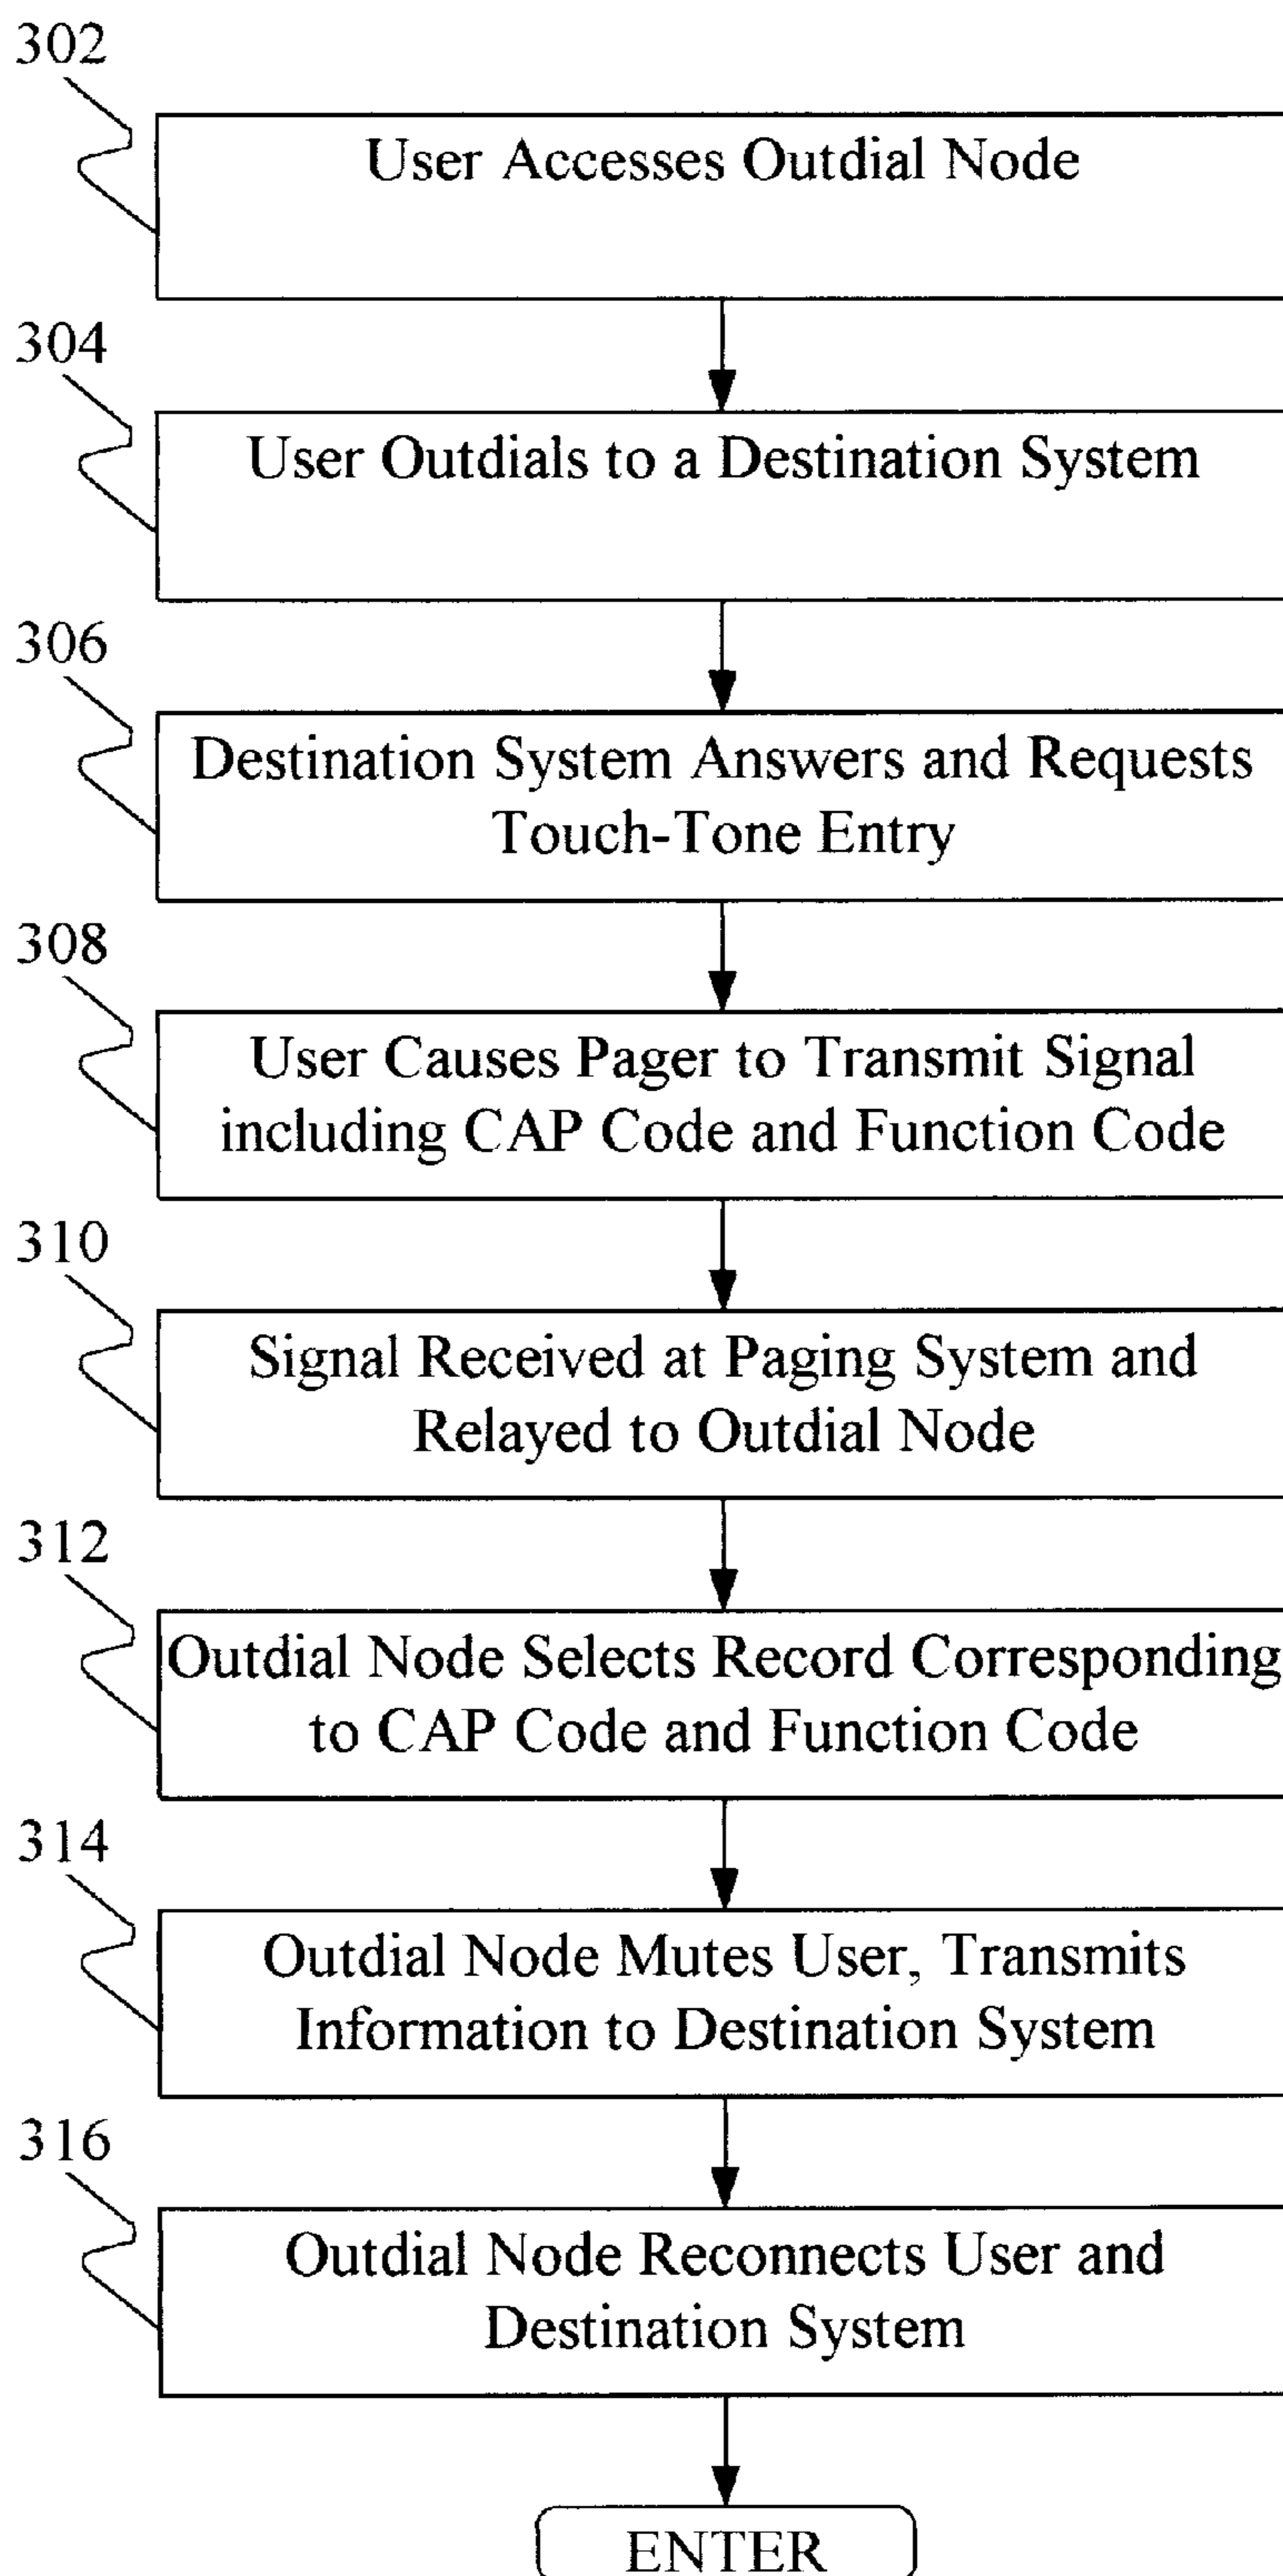 302
User Accesses Outdial Node
304
User Outdials to a Destination System
306
Destination System Answers and Requests
Touch-Tone Entry
308
User Causes Pager to Transmit Signal
including CAP Code and Function Code
310
Signal Received at Paging System and
Relayed to Outdial Node
312
Outdial Node Selects Record Corresponding
to CAP Code and Function Code
314
Outdial Node Mutes User, Transmits
Information to Destination System
316
Outdial Node Reconnects User and
Destination System
ENTER